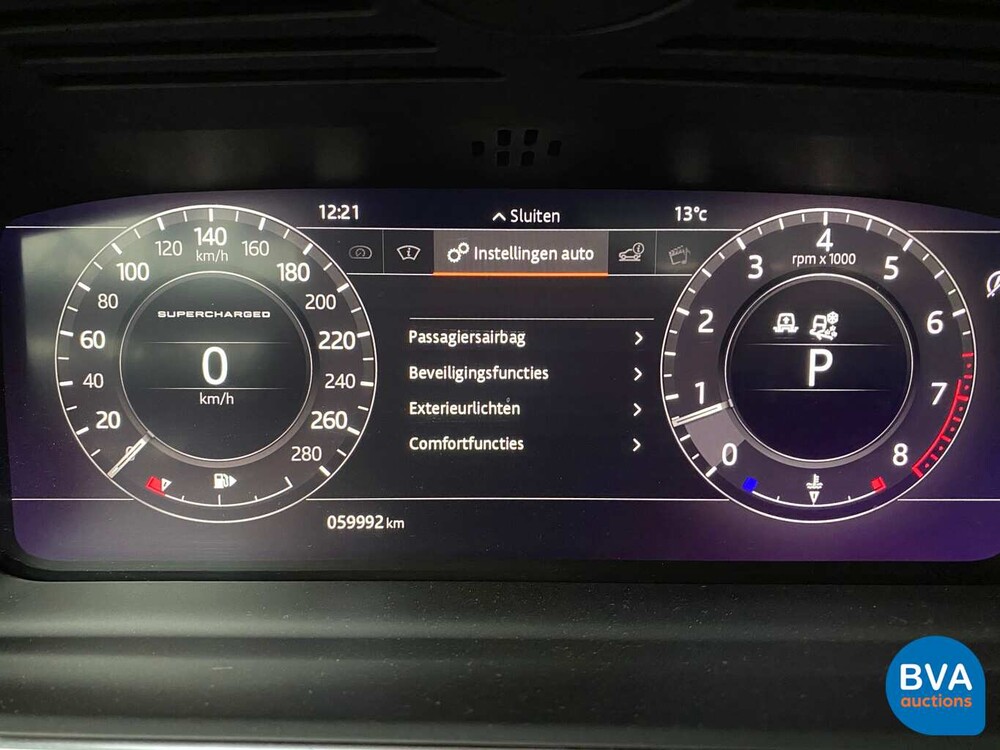 12:21
Sluiten
13°c
Instellingen auto
140
km/h
120
160
100
180
80
200
60
220
40
240
20
260
0
280
SUPERCHARGED
0
km/h
Passagiersairbag
Beveiligingsfuncties
Exterieurlichten
Comfortfuncties
4
rpm x 1000
3
5
2
6
1
7
0
8
P
059992 km
BVA
auctions